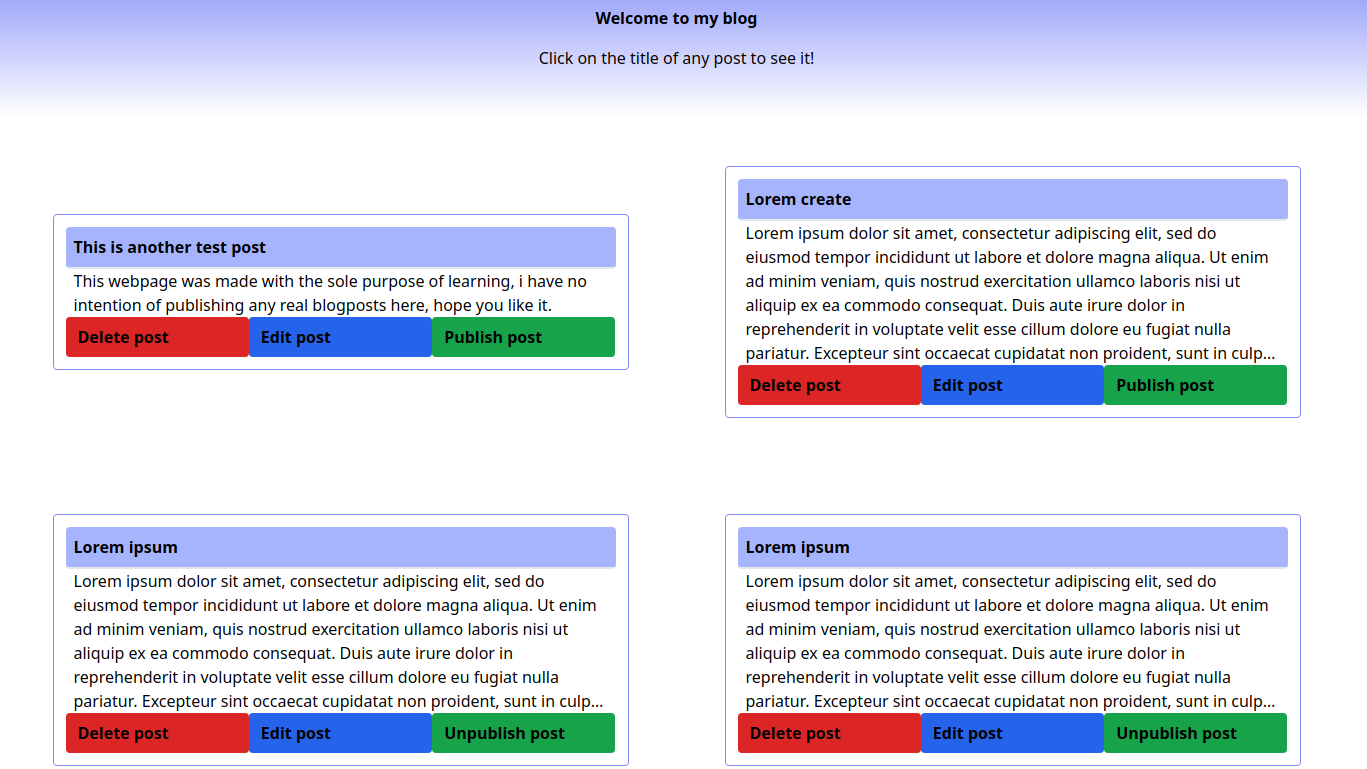 Welcome to my blog
Click on the title of any post to see it!
This is another test post
This webpage was made with the sole purpose of learning, i have no
intention of publishing any real blogposts here, hope you like it.
Delete post
Edit post
Publish post
Lorem create
Lorem ipsum dolor sit amet, consectetur adipiscing elit, sed do
eiusmod tempor incididunt ut labore et dolore magna aliqua. Ut enim
ad minim veniam, quis nostrud exercitation ullamco laboris nisi ut
aliquip ex ea commodo consequat. Duis aute irure dolor in
reprehenderit in voluptate velit esse cillum dolore eu fugiat nulla
pariatur. Excepteur sint occaecat cupidatat non proident, sunt in culp...
Delete post
Edit post
Publish post
Lorem ipsum
Lorem ipsum dolor sit amet, consectetur adipiscing elit, sed do
eiusmod tempor incididunt ut labore et dolore magna aliqua. Ut enim
ad minim veniam, quis nostrud exercitation ullamco laboris nisi ut
aliquip ex ea commodo consequat. Duis aute irure dolor in
reprehenderit in voluptate velit esse cillum dolore eu fugiat nulla
pariatur. Excepteur sint occaecat cupidatat non proident, sunt in culp...
Delete post
Edit post
Unpublish post
Lorem ipsum
Lorem ipsum dolor sit amet, consectetur adipiscing elit, sed do
eiusmod tempor incididunt ut labore et dolore magna aliqua. Ut enim
ad minim veniam, quis nostrud exercitation ullamco laboris nisi ut
aliquip ex ea commodo consequat. Duis aute irure dolor in
reprehenderit in voluptate velit esse cillum dolore eu fugiat nulla
pariatur. Excepteur sint occaecat cupidatat non proident, sunt in culp...
Delete post
Edit post
Unpublish post